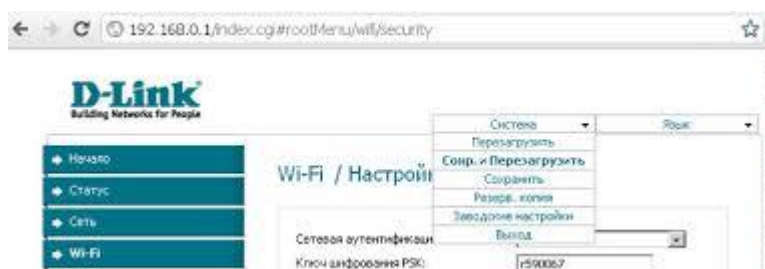 192.168.0.1/index.cgi#rootMenu/wifi/security
D-Link
Building Networks for People
Система
Язык
Перезагрузить
Сохр. и Перезагрузить
Сохранить
Резерв. копия
Заводские настройки
Выход
Начало
Статус
Сеть
Wi-Fi
Wi-Fi / Настройк
Сетевая аутентификаци
Ключ шифрования PSK:
r590067